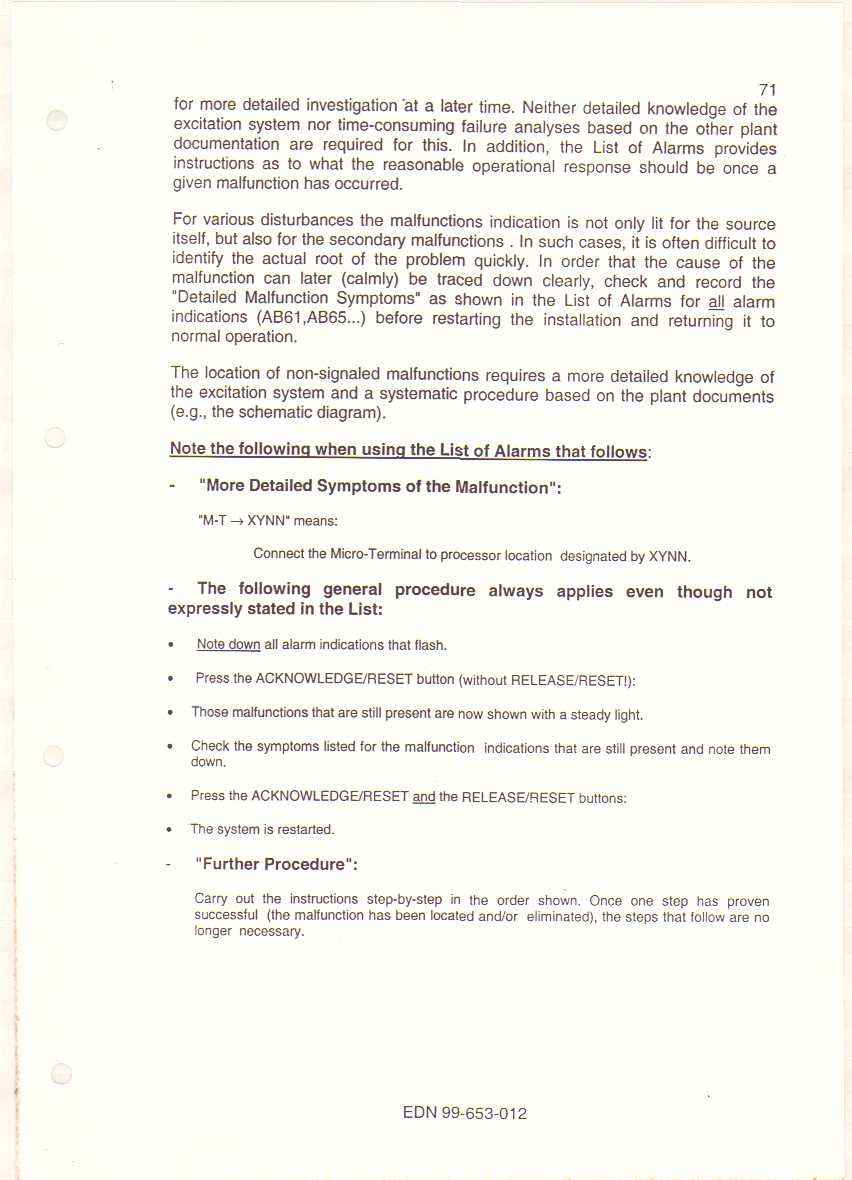 71
for more detailed investigation at a later time. Neither detailed knowledge of the
excitation system nor time-consuming failure analyses based on the other plant
documentation are required for this. In addition, the List of Alarms provides
instructions as to what the reasonable operational response should be once a
given malfunction has occurred.
For various disturbances the malfunctions indication is not only lit for the source
itself, but also for the secondary malfunctions . In such cases, it is often difficult to
identify the actual root of the problem quickly. In order that the cause of the
malfunction can later (calmly) be traced down clearly, check and record the
"Detailed Malfunction Symptoms" as shown in the List of Alarms for all alarm
indications (AB61,AB65...) before restarting the installation and returning it to
normal operation.
The location of non-signaled malfunctions requires a more detailed knowledge of
the excitation system and a systematic procedure based on the plant documents
(e.g., the schematic diagram).
Note the following when using the List of Alarms that follows:
- "More Detailed Symptoms of the Malfunction":
"M-T → XYNN" means:
Connect the Micro-Terminal to processor location designated by XYNN.
- The following general procedure always applies even though not
expressly stated in the List:
• Note down all alarm indications that flash.
• Press the ACKNOWLEDGE/RESET button (without RELEASE/RESET!):
• Those malfunctions that are still present are now shown with a steady light.
• Check the symptoms listed for the malfunction indications that are still present and note them
down.
• Press the ACKNOWLEDGE/RESET and the RELEASE/RESET buttons:
• The system is restarted.
- "Further Procedure":
Carry out the instructions step-by-step in the order shown. Once one step has proven
successful (the malfunction has been located and/or eliminated), the steps that follow are no
longer necessary.
EDN 99-653-012